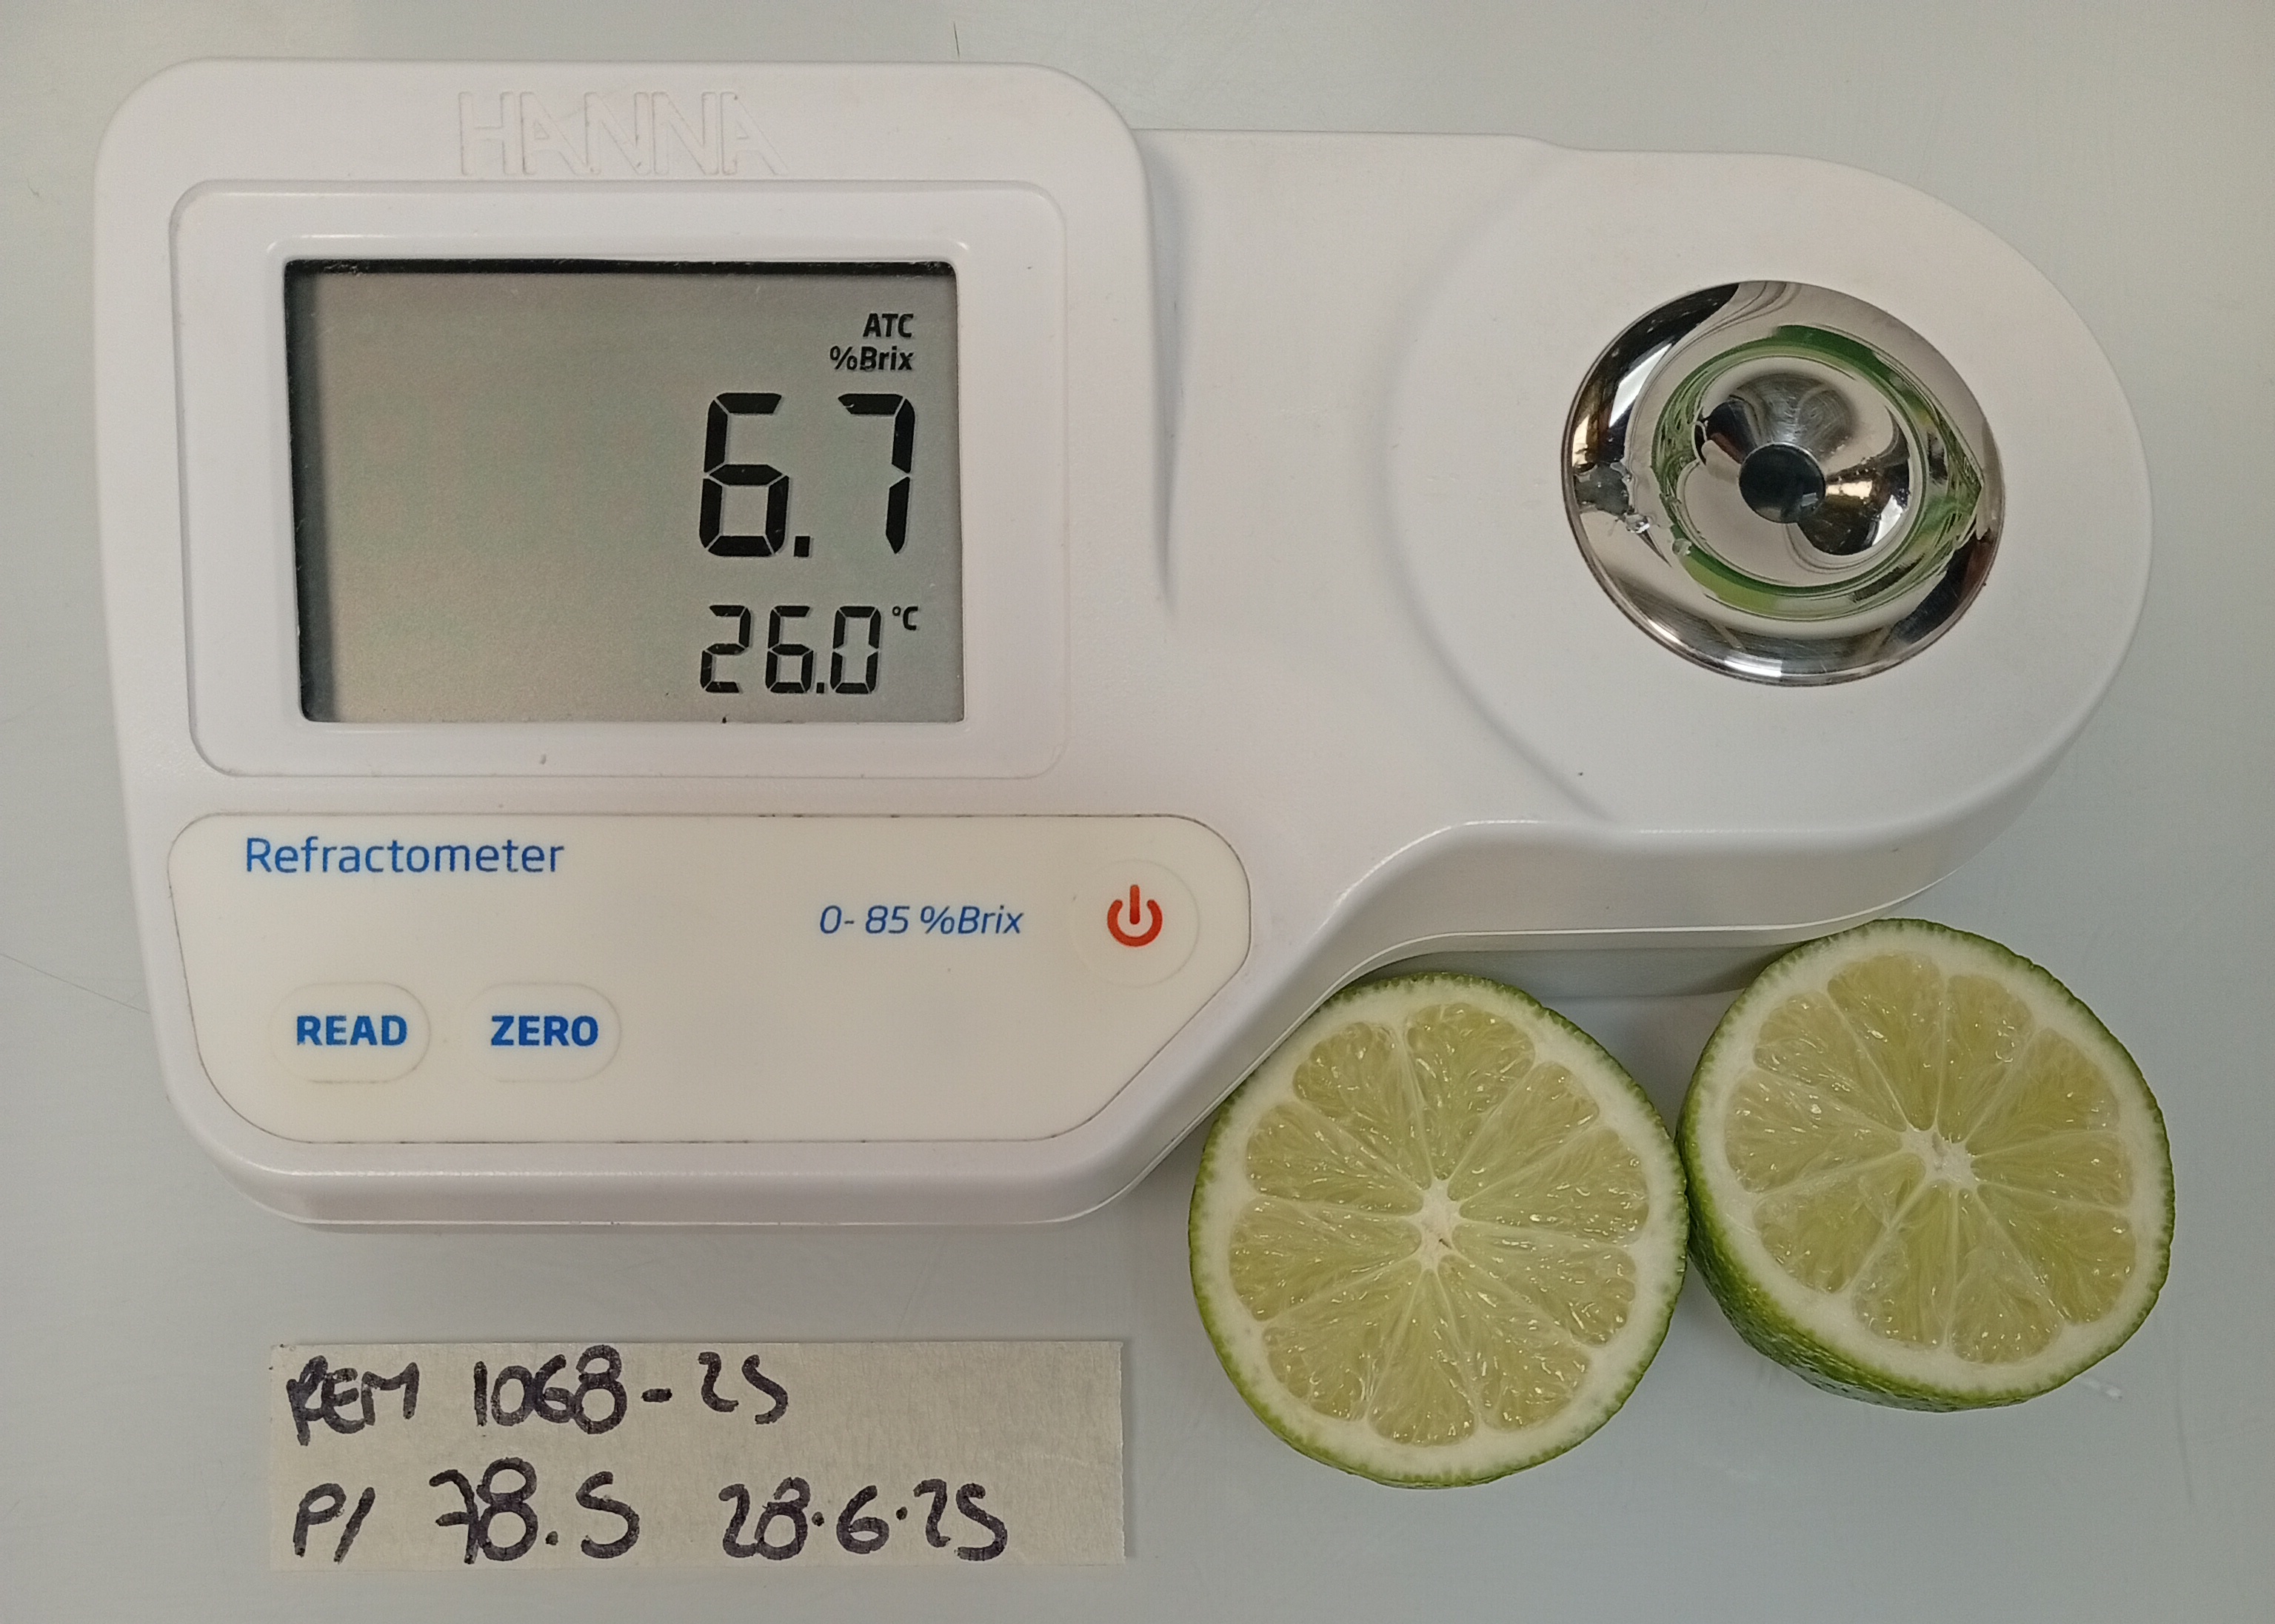 HANNA
ATC
%Brix
6.7
26.0 °C
Refractometer
0- 85 %Brix
READ ZERO
REM 1068-25
P/ 78.5 28.6.25